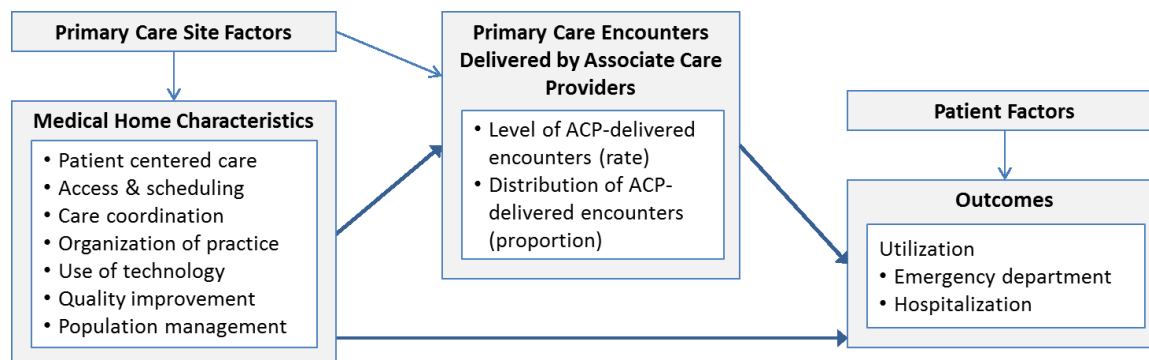 Primary Care Site Factors
Medical Home Characteristics
• Patient centered care
• Access & scheduling
• Care coordination
• Organization of practice
• Use of technology
• Quality improvement
• Population management
Primary Care Encounters
Delivered by Associate Care
Providers
• Level of ACP-delivered
encounters (rate)
• Distribution of ACP-
delivered encounters
(proportion)
Patient Factors
Outcomes
Utilization
• Emergency department
• Hospitalization